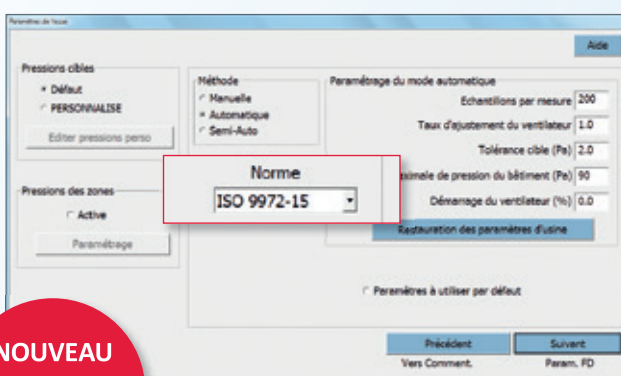 Paramètres de l'essai
Aide
Pressions cibles
Défaut
PERSONNALISE
Editer pressions perso
Pressions des zones
Active
Paramétrage
Méthode
Manuelle
Automatique
Semi-Auto
Norme
ISO 9972-15
Paramétrage du mode automatique
Echantillons par mesure 200
Taux d'ajustement du ventilateur 1.0
Tolérance cible (Pa) 2.0
aximale de pression du bâtiment (Pa) 90
Démarrage du ventilateur (%) 0.0
Restauration des paramètres d'usine
Paramètres à utiliser par défaut
Précédent
Suivant
Vers Comment.
Param. FD
NOUVEAU